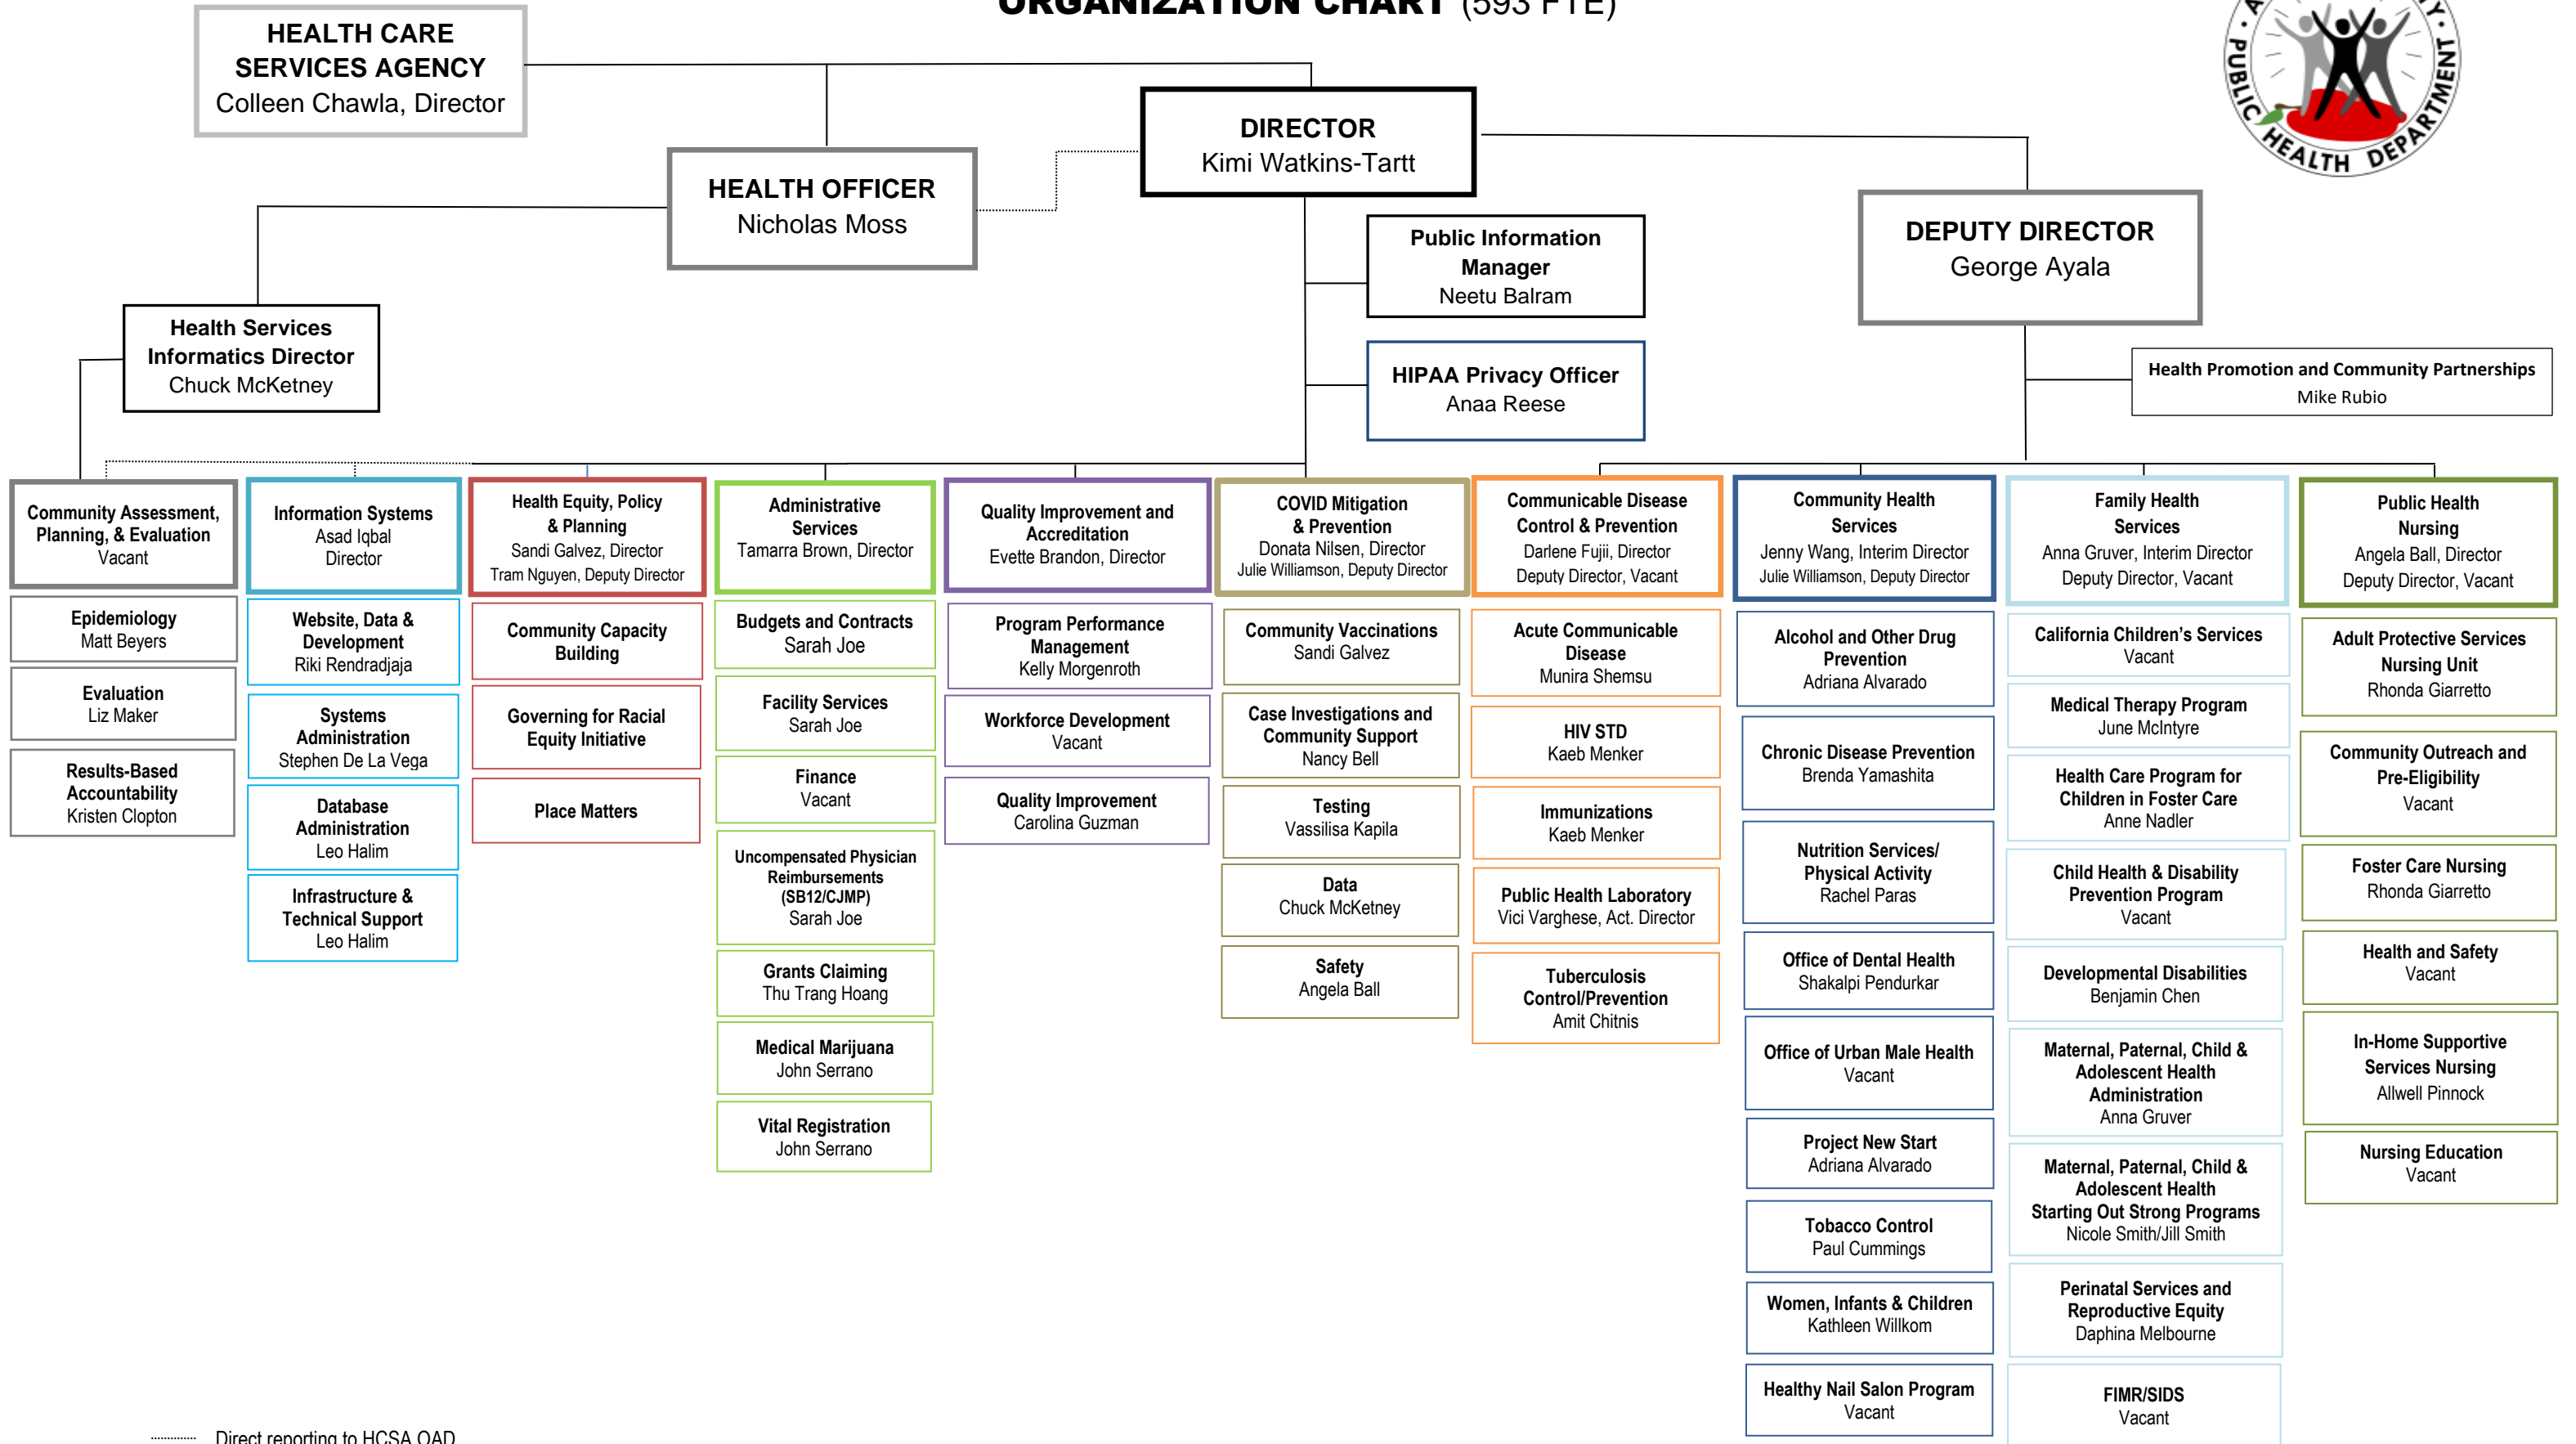 ORGANIZATION CHART (593 FTE)
HEALTH CARE
SERVICES AGENCY
Colleen Chawla, Director
PUBLIC HEALTH DEPARTMENT
DIRECTOR
Kimi Watkins-Tartt
HEALTH OFFICER
Nicholas Moss
DEPUTY DIRECTOR
George Ayala
Public Information
Manager
Neetu Balram
Health Services
Informatics Director
Chuck McKetney
HIPAA Privacy Officer
Anaa Reese
Health Promotion and Community Partnerships
Mike Rubio
Community Assessment,
Planning, & Evaluation
Vacant
Epidemiology
Matt Beyers
Evaluation
Liz Maker
Results-Based
Accountability
Kristen Clopton
Information Systems
Asad Iqbal
Director
Website, Data &
Development
Riki Rendradjaja
Systems
Administration
Stephen De La Vega
Database
Administration
Leo Halim
Infrastructure &
Technical Support
Leo Halim
Health Equity, Policy
& Planning
Sandi Galvez, Director
Tram Nguyen, Deputy Director
Community Capacity
Building
Governing for Racial
Equity Initiative
Place Matters
Administrative
Services
Tamarra Brown, Director
Budgets and Contracts
Sarah Joe
Facility Services
Sarah Joe
Finance
Vacant
Uncompensated Physician
Reimbursements
(SB12/CJMP)
Sarah Joe
Grants Claiming
Thu Trang Hoang
Medical Marijuana
John Serrano
Vital Registration
John Serrano
Quality Improvement and
Accreditation
Evette Brandon, Director
Program Performance
Management
Kelly Morgenroth
Workforce Development
Vacant
Quality Improvement
Carolina Guzman
COVID Mitigation
& Prevention
Donata Nilsen, Director
Julie Williamson, Deputy Director
Community Vaccinations
Sandi Galvez
Case Investigations and
Community Support
Nancy Bell
Testing
Vassilisa Kapila
Data
Chuck McKetney
Safety
Angela Ball
Communicable Disease
Control & Prevention
Darlene Fujii, Director
Deputy Director, Vacant
Acute Communicable
Disease
Munira Shemsu
HIV STD
Kaeb Menker
Immunizations
Kaeb Menker
Public Health Laboratory
Vici Varghese, Act. Director
Tuberculosis
Control/Prevention
Amit Chitnis
Community Health
Services
Jenny Wang, Interim Director
Julie Williamson, Deputy Director
Alcohol and Other Drug
Prevention
Adriana Alvarado
Chronic Disease Prevention
Brenda Yamashita
Nutrition Services/
Physical Activity
Rachel Paras
Office of Dental Health
Shakalpi Pendurkar
Office of Urban Male Health
Vacant
Project New Start
Adriana Alvarado
Tobacco Control
Paul Cummings
Women, Infants & Children
Kathleen Willkom
Healthy Nail Salon Program
Vacant
Family Health
Services
Anna Gruver, Interim Director
Deputy Director, Vacant
California Children's Services
Vacant
Medical Therapy Program
June McIntyre
Health Care Program for
Children in Foster Care
Anne Nadler
Child Health & Disability
Prevention Program
Vacant
Developmental Disabilities
Benjamin Chen
Maternal, Paternal, Child &
Adolescent Health
Administration
Anna Gruver
Maternal, Paternal, Child &
Adolescent Health
Starting Out Strong Programs
Nicole Smith/Jill Smith
Perinatal Services and
Reproductive Equity
Daphina Melbourne
FIMR/SIDS
Vacant
Public Health
Nursing
Angela Ball, Director
Deputy Director, Vacant
Adult Protective Services
Nursing Unit
Rhonda Giarretto
Community Outreach and
Pre-Eligibility
Vacant
Foster Care Nursing
Rhonda Giarretto
Health and Safety
Vacant
In-Home Supportive
Services Nursing
Allwell Pinnock
Nursing Education
Vacant
Direct reporting to HCSA OAD